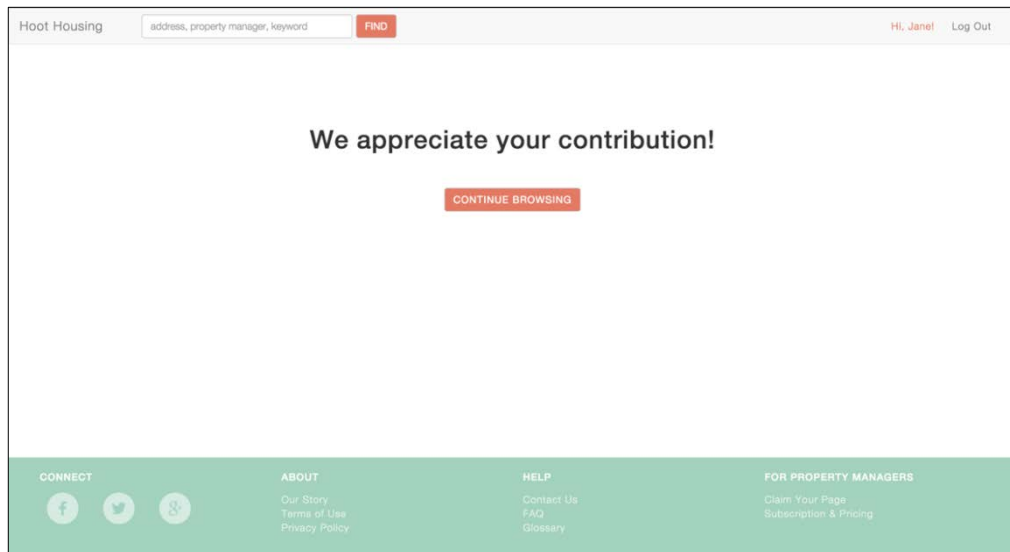 Hoot Housing
address, property manager, keyword
FIND
Hi, Jane!
Log Out
We appreciate your contribution!
CONTINUE BROWSING
CONNECT
ABOUT
Our Story
Terms of Use
Privacy Policy
HELP
Contact Us
FAQ
Glossary
FOR PROPERTY MANAGERS
Claim Your Page
Subscription & Pricing